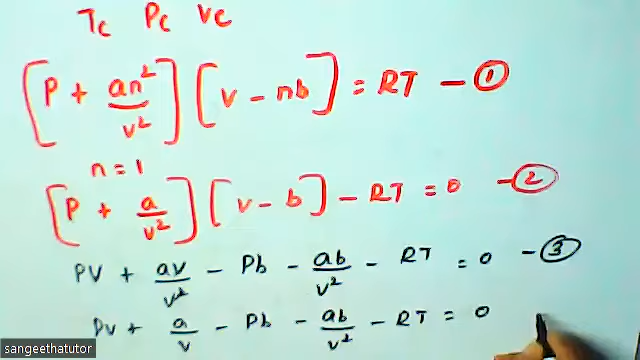 Tc Pc Vc
[P + an²/v²] [v - nb] = RT - ①
n = 1
[P + a/v²] [v - b] - RT = 0 - ②
PV + av/v² - Pb - ab/v² - RT = 0 - ③
PV + a/v - Pb - ab/v² - RT = 0
sangeethatutor